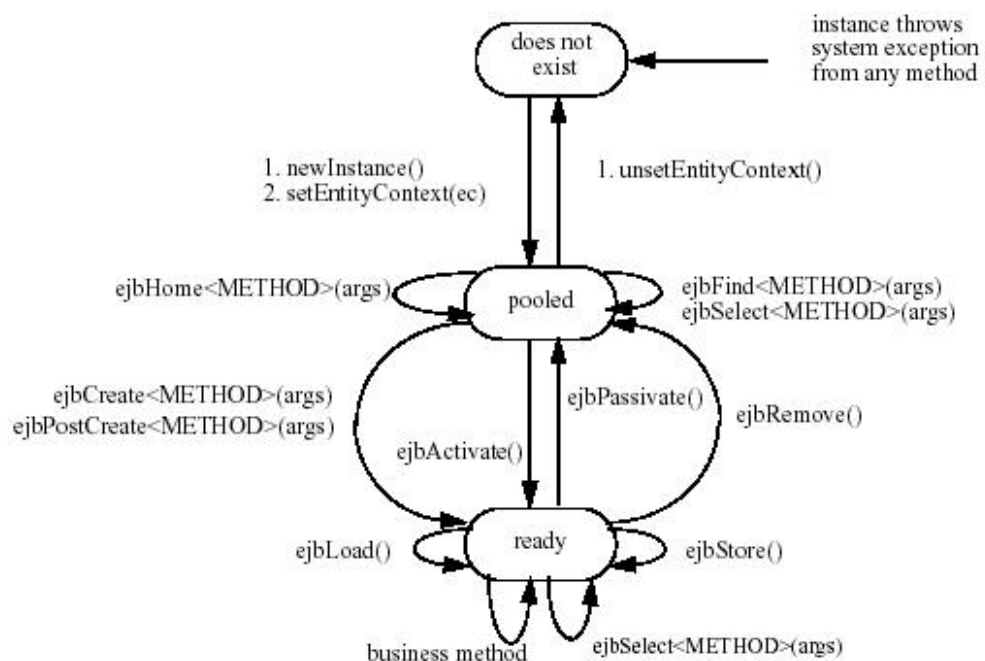 does not
exist
instance throws
system exception
from any method
1. newInstance()
2. setEntityContext(ec)
1. unsetEntityContext()
ejbHome<METHOD>(args)
pooled
ejbFind<METHOD>(args)
ejbSelect<METHOD>(args)
ejbCreate<METHOD>(args)
ejbPostCreate<METHOD>(args)
ejbPassivate()
ejbRemove()
ejbActivate()
ejbLoad()
ready
ejbStore()
business method
ejbSelect<METHOD>(args)